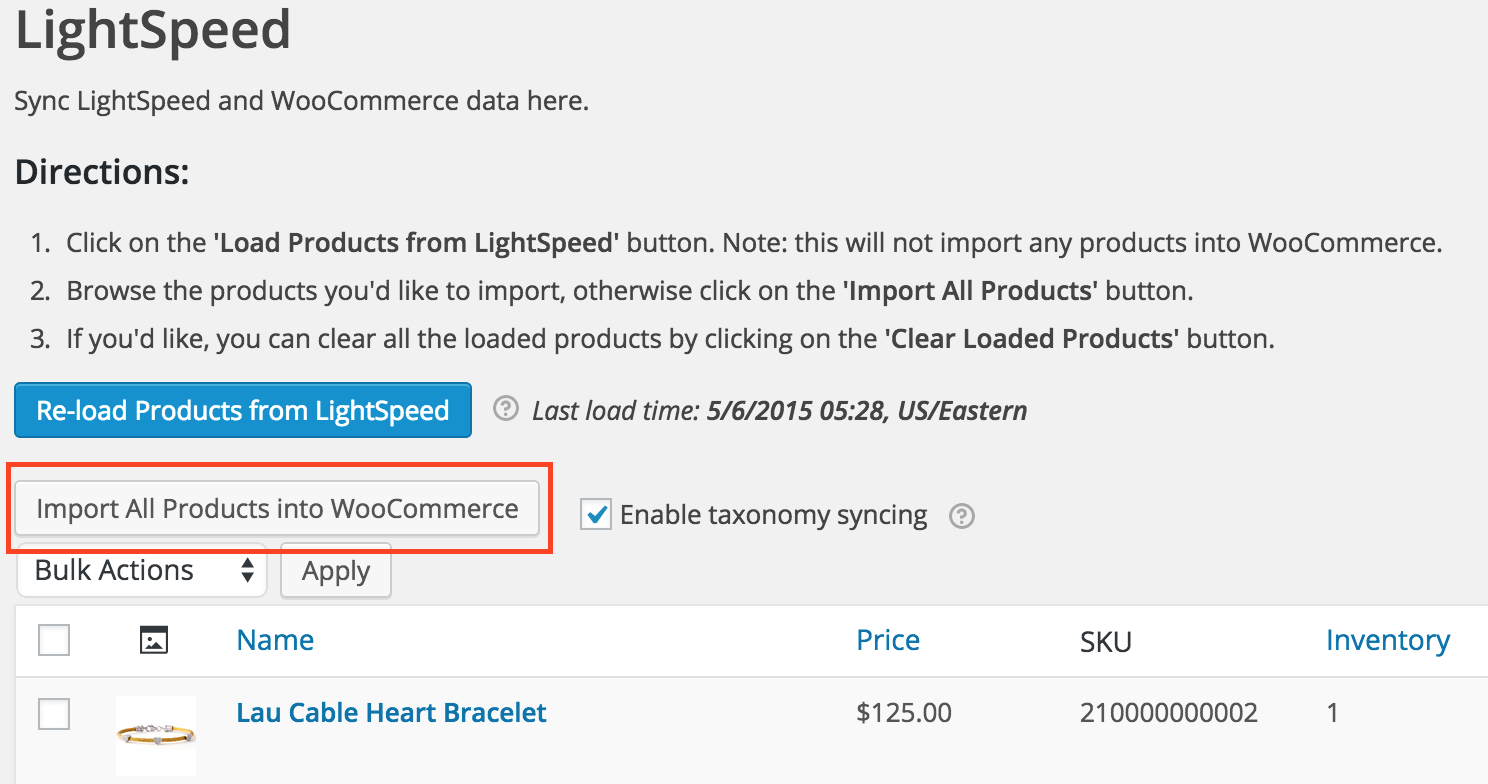 LightSpeed
Sync LightSpeed and WooCommerce data here.
Directions:
1. Click on the 'Load Products from LightSpeed' button. Note: this will not import any products into WooCommerce.
2. Browse the products you'd like to import, otherwise click on the 'Import All Products' button.
3. If you'd like, you can clear all the loaded products by clicking on the 'Clear Loaded Products' button.
Re-load Products from LightSpeed ? Last load time: 5/6/2015 05:28, US/Eastern
Import All Products into WooCommerce Enable taxonomy syncing ?
Bulk Actions Apply
Name Price SKU Inventory
Lau Cable Heart Bracelet $125.00 210000000002 1